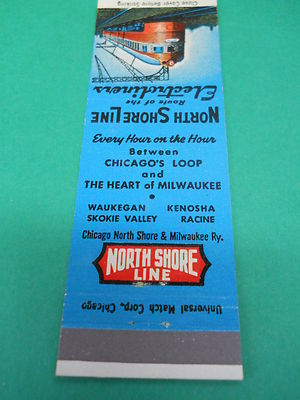 Close Cover Before Striking
Route of the
Electroliners
NORTH SHORE LINE
Every Hour on the Hour
Between
CHICAGO'S LOOP
and
THE HEART of MILWAUKEE
•
WAUKEGAN KENOSHA
SKOKIE VALLEY RACINE
Chicago North Shore & Milwaukee Ry.
NORTH SHORE
LINE
Universal Match Corp., Chicago